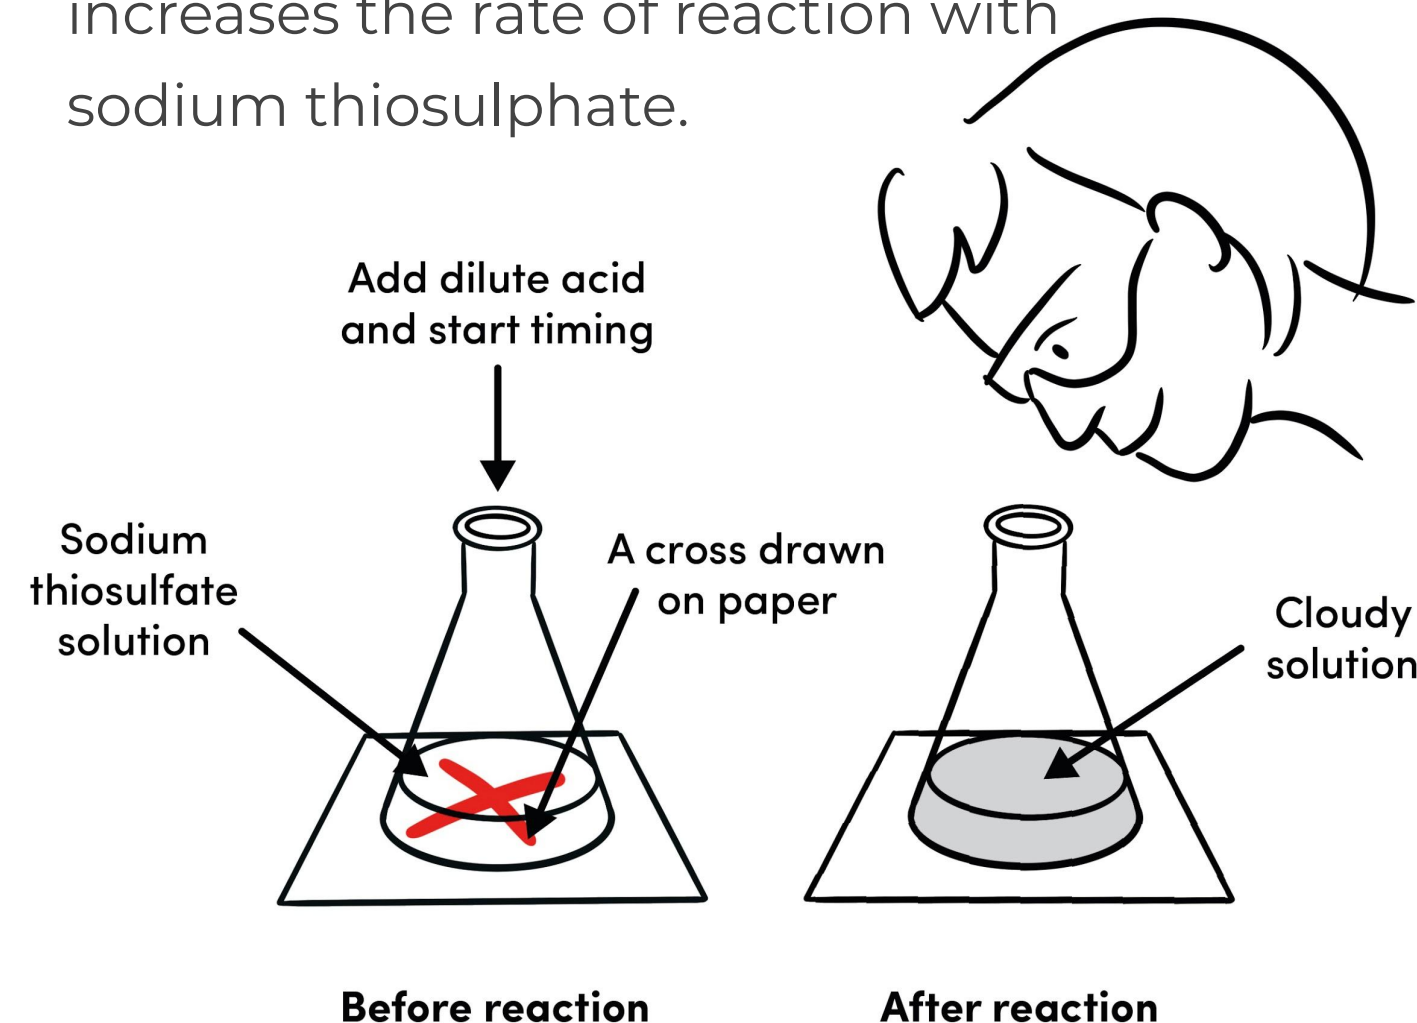 increases the rate of reaction with
sodium thiosulphate.
Add dilute acid
and start timing
Sodium
thiosulfate
solution
A cross drawn
on paper
Cloudy
solution
Before reaction
After reaction